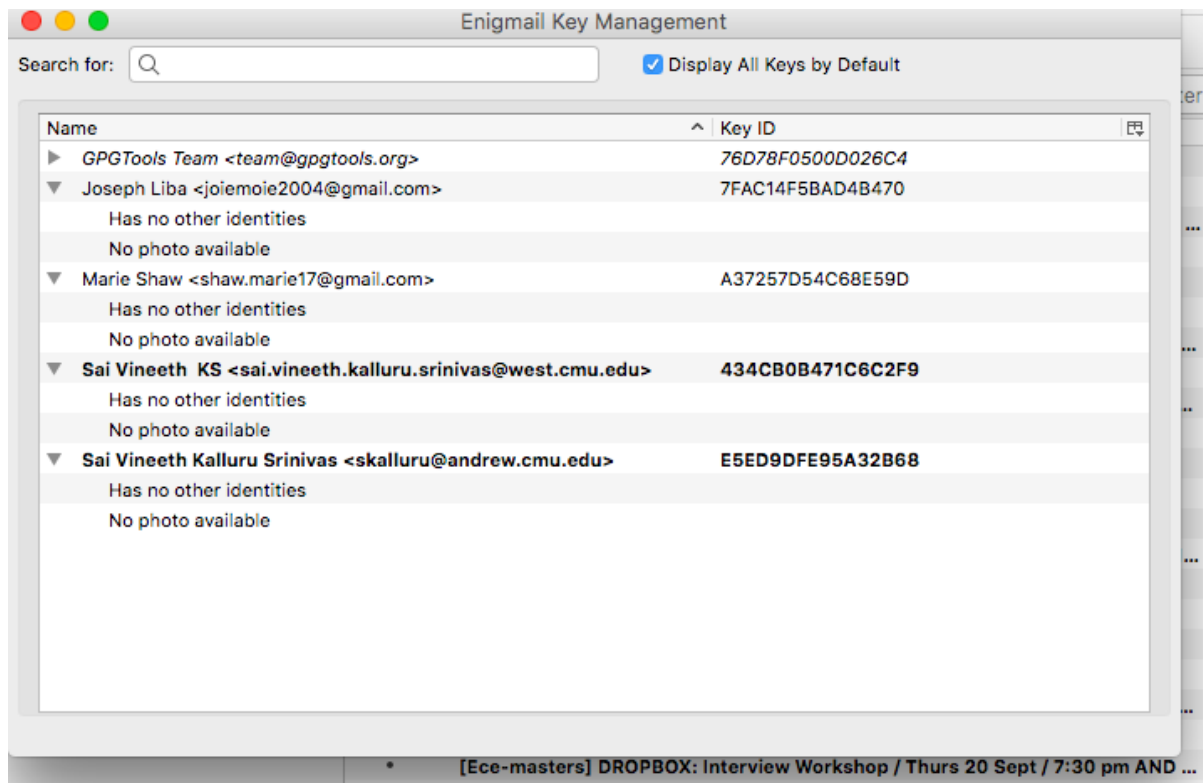 Enigmail Key Management
Search for: Display All Keys by Default
Name Key ID
GPGTools Team <team@gpgtools.org> 76D78F0500D026C4
Joseph Liba <joiemoie2004@gmail.com> 7FAC14F5BAD4B470
Has no other identities
No photo available
Marie Shaw <shaw.marie17@gmail.com> A37257D54C68E59D
Has no other identities
No photo available
Sai Vineeth  KS <sai.vineeth.kalluru.srinivas@west.cmu.edu> 434CB0B471C6C2F9
Has no other identities
No photo available
Sai Vineeth Kalluru Srinivas <skalluru@andrew.cmu.edu> E5ED9DFE95A32B68
Has no other identities
No photo available
[Ece-masters] DROPBOX: Interview Workshop / Thurs 20 Sept / 7:30 pm AND ...